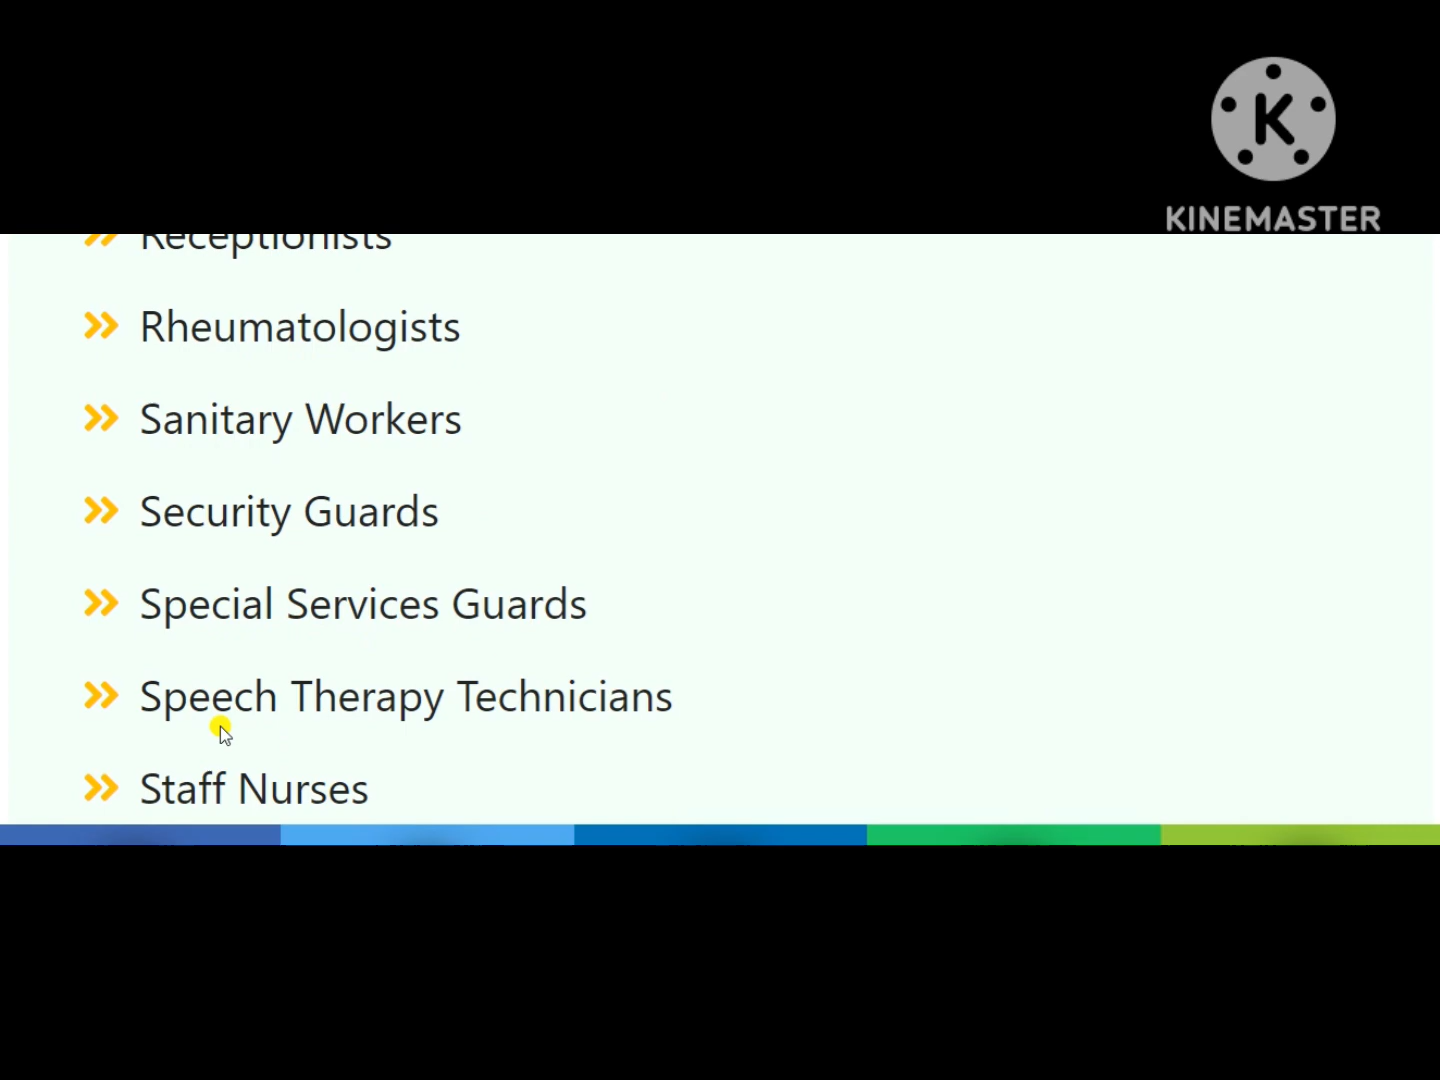 K
KINEMASTER
Receptionists
Rheumatologists
Sanitary Workers
Security Guards
Special Services Guards
Speech Therapy Technicians
Staff Nurses